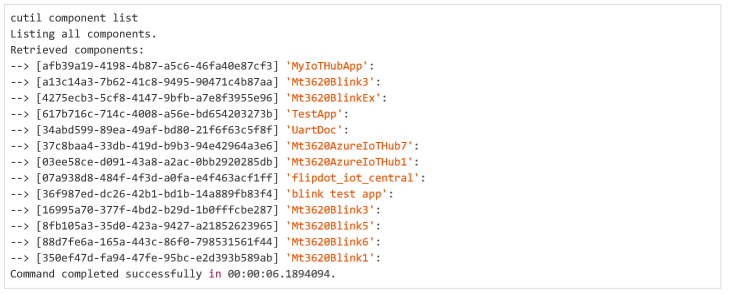 cutil component list
Listing all components.
Retrieved components:
--> [afb39a19-4198-4b87-a5c6-46fa40e87cf3] 'MyIoTHubApp':
--> [a13c14a3-7b62-41c8-9495-90471c4b87aa] 'Mt3620Blink3':
--> [4275ecb3-5cf8-4147-9bfb-a7e8f3955e96] 'Mt3620BlinkEx':
--> [617b716c-714c-4008-a56e-bd654203273b] 'TestApp':
--> [34abd599-89ea-49af-bd80-21f6f63c5f8f] 'UartDoc':
--> [37c8baa4-33db-419d-b9b3-94e42964a3e6] 'Mt3620AzureIoTHub7':
--> [03ee58ce-d091-43a8-a2ac-0bb2920285db] 'Mt3620AzureIoTHub1':
--> [07a938d8-484f-4f3d-a0fa-e4f463acf1ff] 'flipdot_iot_central':
--> [36f987ed-dc26-42b1-bd1b-14a889fb83f4] 'blink test app':
--> [16995a70-377f-4bd2-b29d-1b0fffcbe287] 'Mt3620Blink3':
--> [8fb105a3-35d0-423a-9427-a21852623965] 'Mt3620Blink5':
--> [88d7fe6a-165a-443c-86f0-798531561f44] 'Mt3620Blink6':
--> [350ef47d-fa94-47fe-95bc-e2d393b589ab] 'Mt3620Blink1':
Command completed successfully in 00:00:06.1894094.